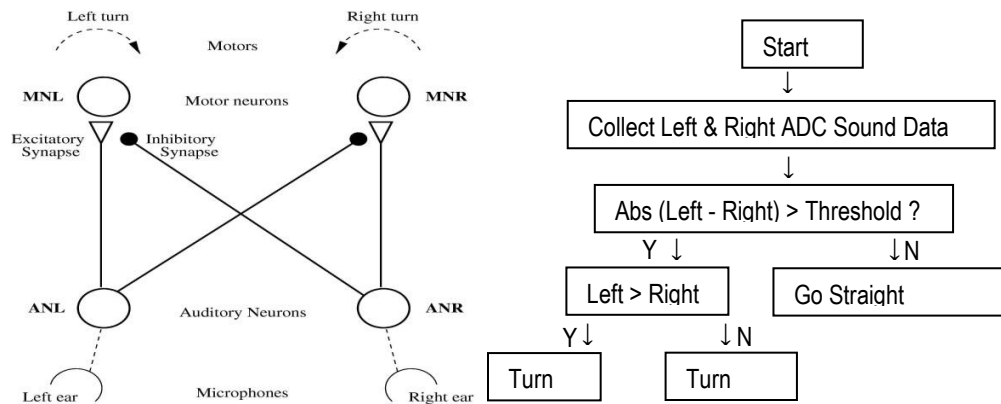 Left turn
Right turn
Motors
MNL
Motor neurons
MNR
Excitatory
Synapse
Inhibitory
Synapse
ANL
Auditory Neurons
ANR
Left ear
Microphones
Right ear
Start
↓
Collect Left & Right ADC Sound Data
↓
Abs (Left - Right) > Threshold ?
Y ↓
↓N
Left > Right
Go Straight
Y ↓
↓ N
Turn
Turn